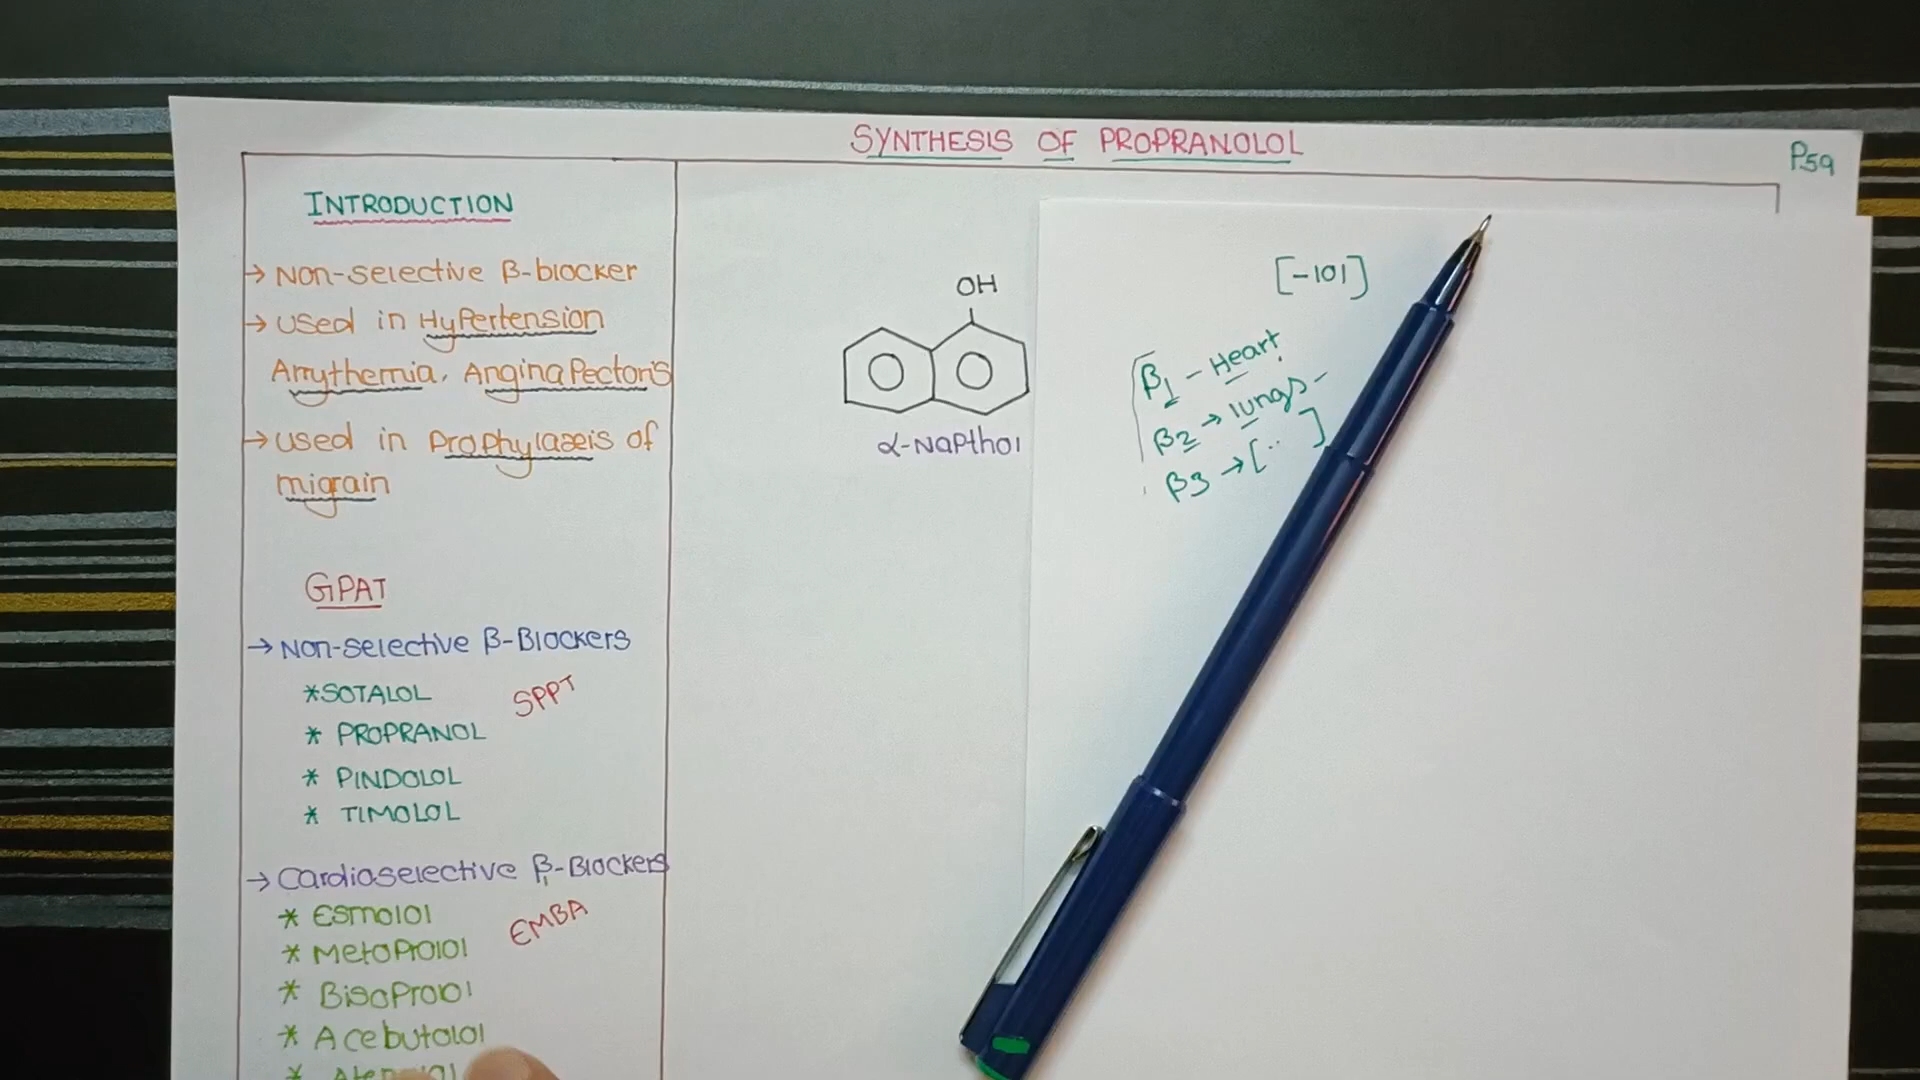 SYNTHESIS OF PROPRANOLOL
P59
INTRODUCTION
→ Non-selective β-blocker
→ used in Hypertension
Arrythemia, Angina Pectoris
→ used in Prophylaxeis of
migrain
GPAT
→ Non-selective β-Blockers
*SOTALOL
* PROPRANOL
* PINDOLOL
* TIMOLOL
SPPT
→ Cardioselective β1-Blockers
* Esmolol
* Metoprolol
* Bisoprolol
* Acebutolol
EMBA
OH
α-Napthol
[-lol]
β1 - Heart
β2 → lungs -
β3 → [.. ]